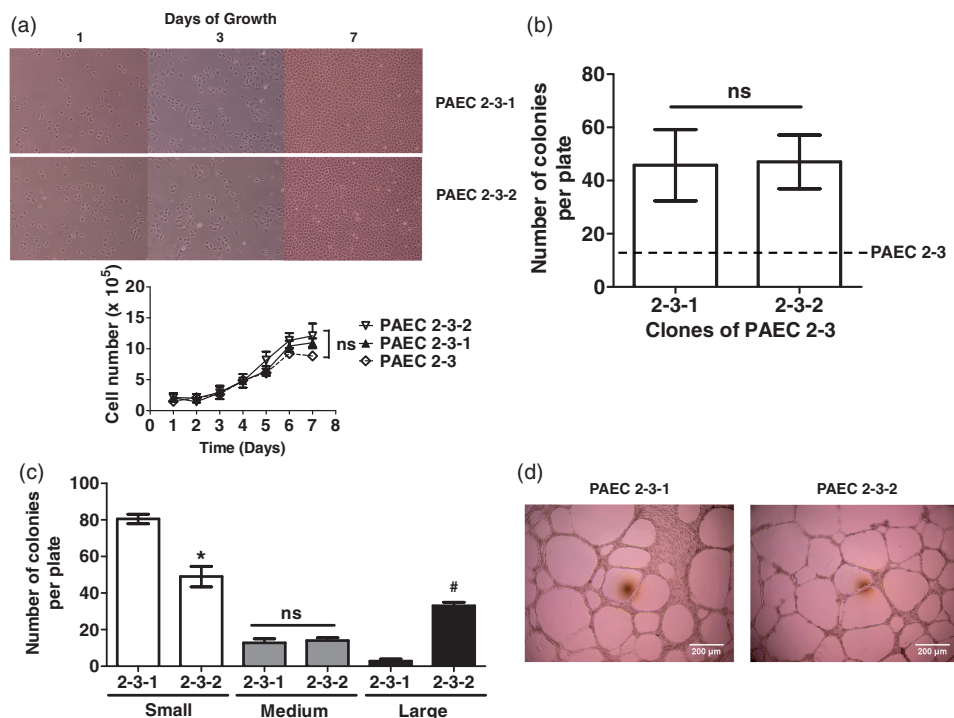 (a)
Days of Growth
1 3 7
PAEC 2-3-1
PAEC 2-3-2
Cell number (x 10⁵)
20
15
10
5
0
0 1 2 3 4 5 6 7 8
Time (Days)
PAEC 2-3-2
PAEC 2-3-1
PAEC 2-3
ns
(b)
Number of colonies
per plate
80
60
40
20
0
ns
PAEC 2-3
2-3-1 2-3-2
Clones of PAEC 2-3
(c)
Number of colonies
per plate
100
80
60
40
20
0
*
ns
#
2-3-1 2-3-2 2-3-1 2-3-2 2-3-1 2-3-2
Small Medium Large
(d)
PAEC 2-3-1 PAEC 2-3-2
200 µm 200 µm